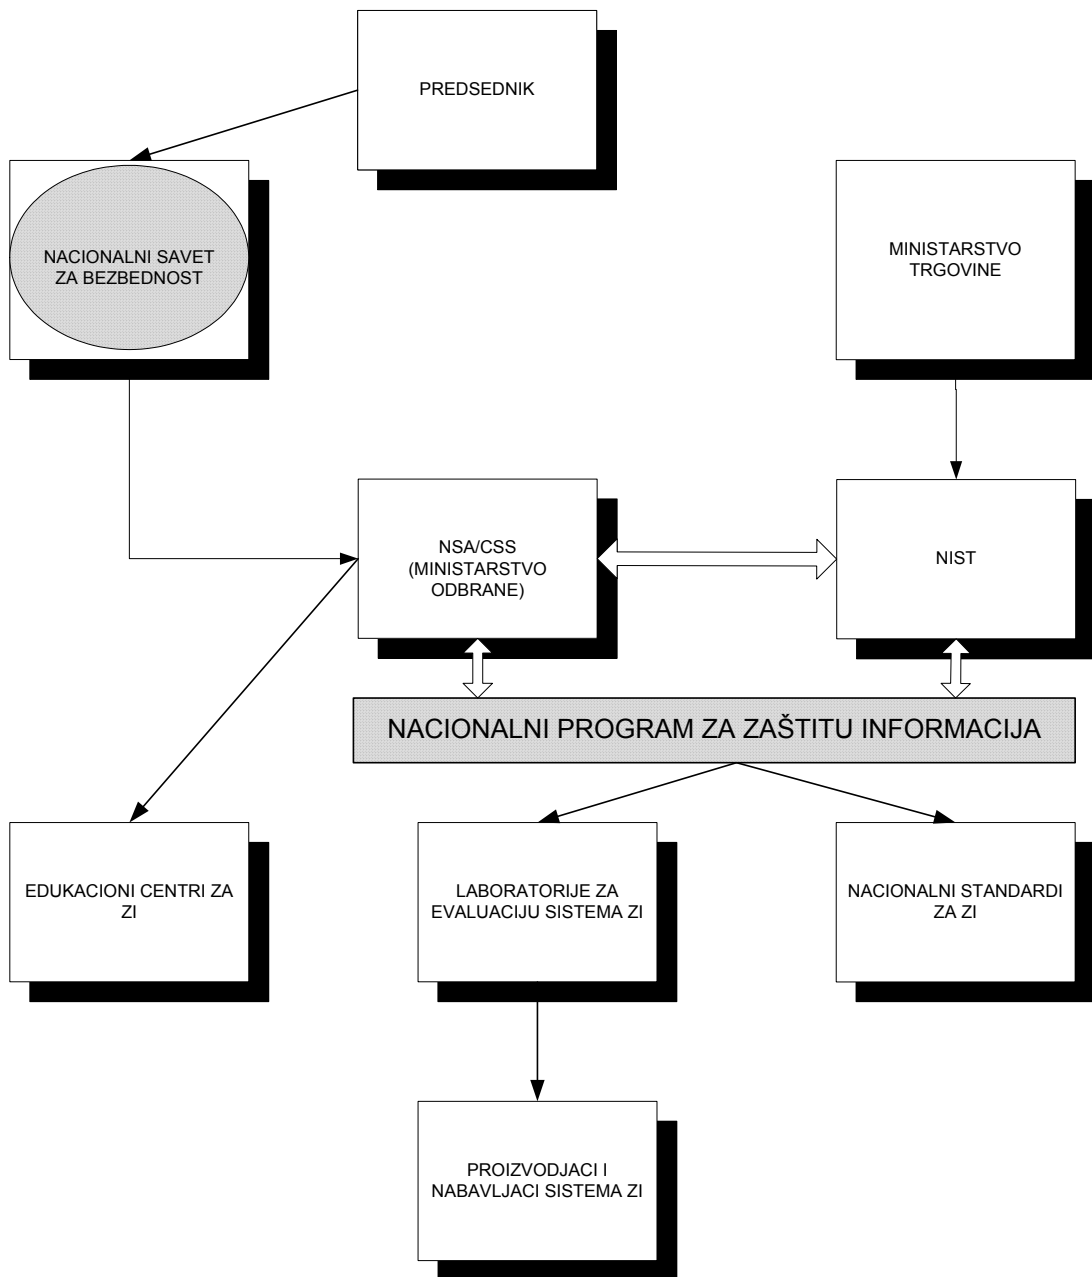 PREDSEDNIK
NACIONALNI SAVET
ZA BEZBEDNOST
MINISTARSTVO
TRGOVINE
NSA/CSS
(MINISTARSTVO
ODBRANE)
NIST
NACIONALNI PROGRAM ZA ZAŠTITU INFORMACIJA
EDUKACIONI CENTRI ZA
ZI
LABORATORIJE ZA
EVALUACIJU SISTEMA ZI
NACIONALNI STANDARDI
ZA ZI
PROIZVODJACI I
NABAVLJACI SISTEMA ZI